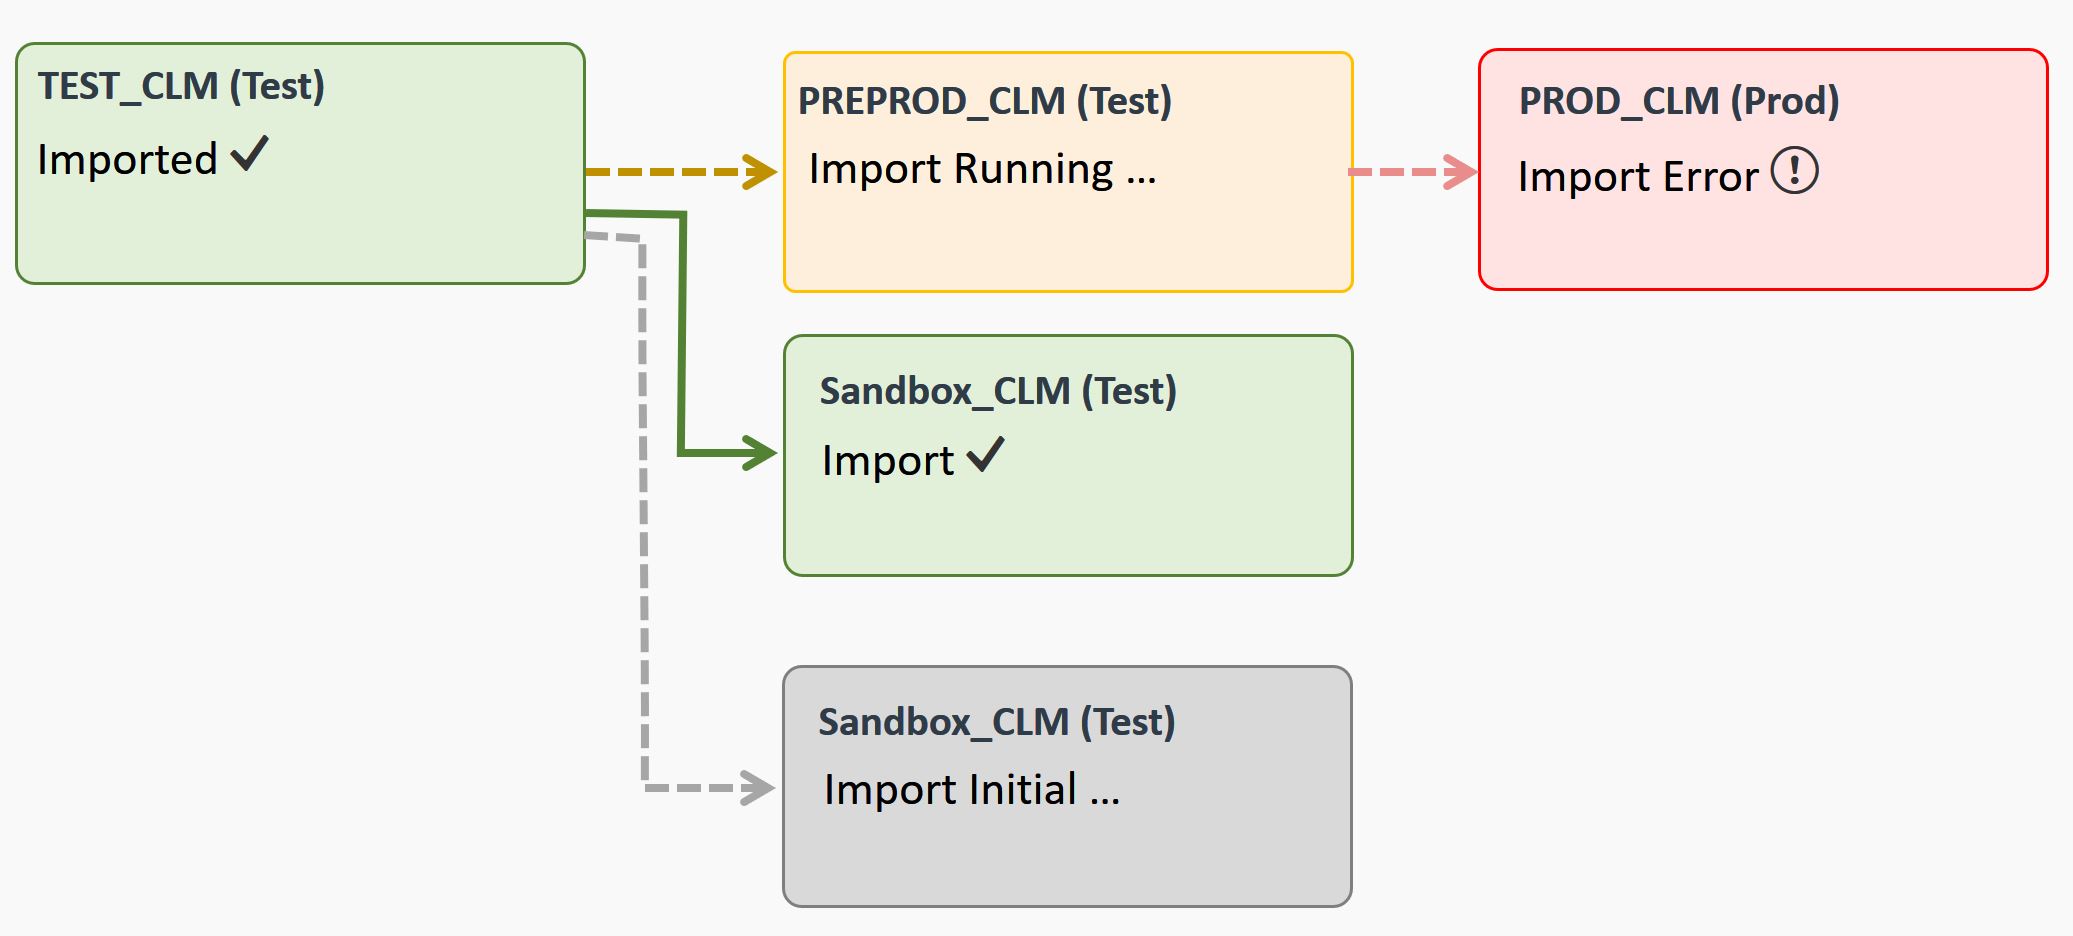 TEST_CLM (Test)
Imported ✓
PREPROD_CLM (Test)
Import Running ...
PROD_CLM (Prod)
Import Error !
Sandbox_CLM (Test)
Import ✓
Sandbox_CLM (Test)
Import Initial ...